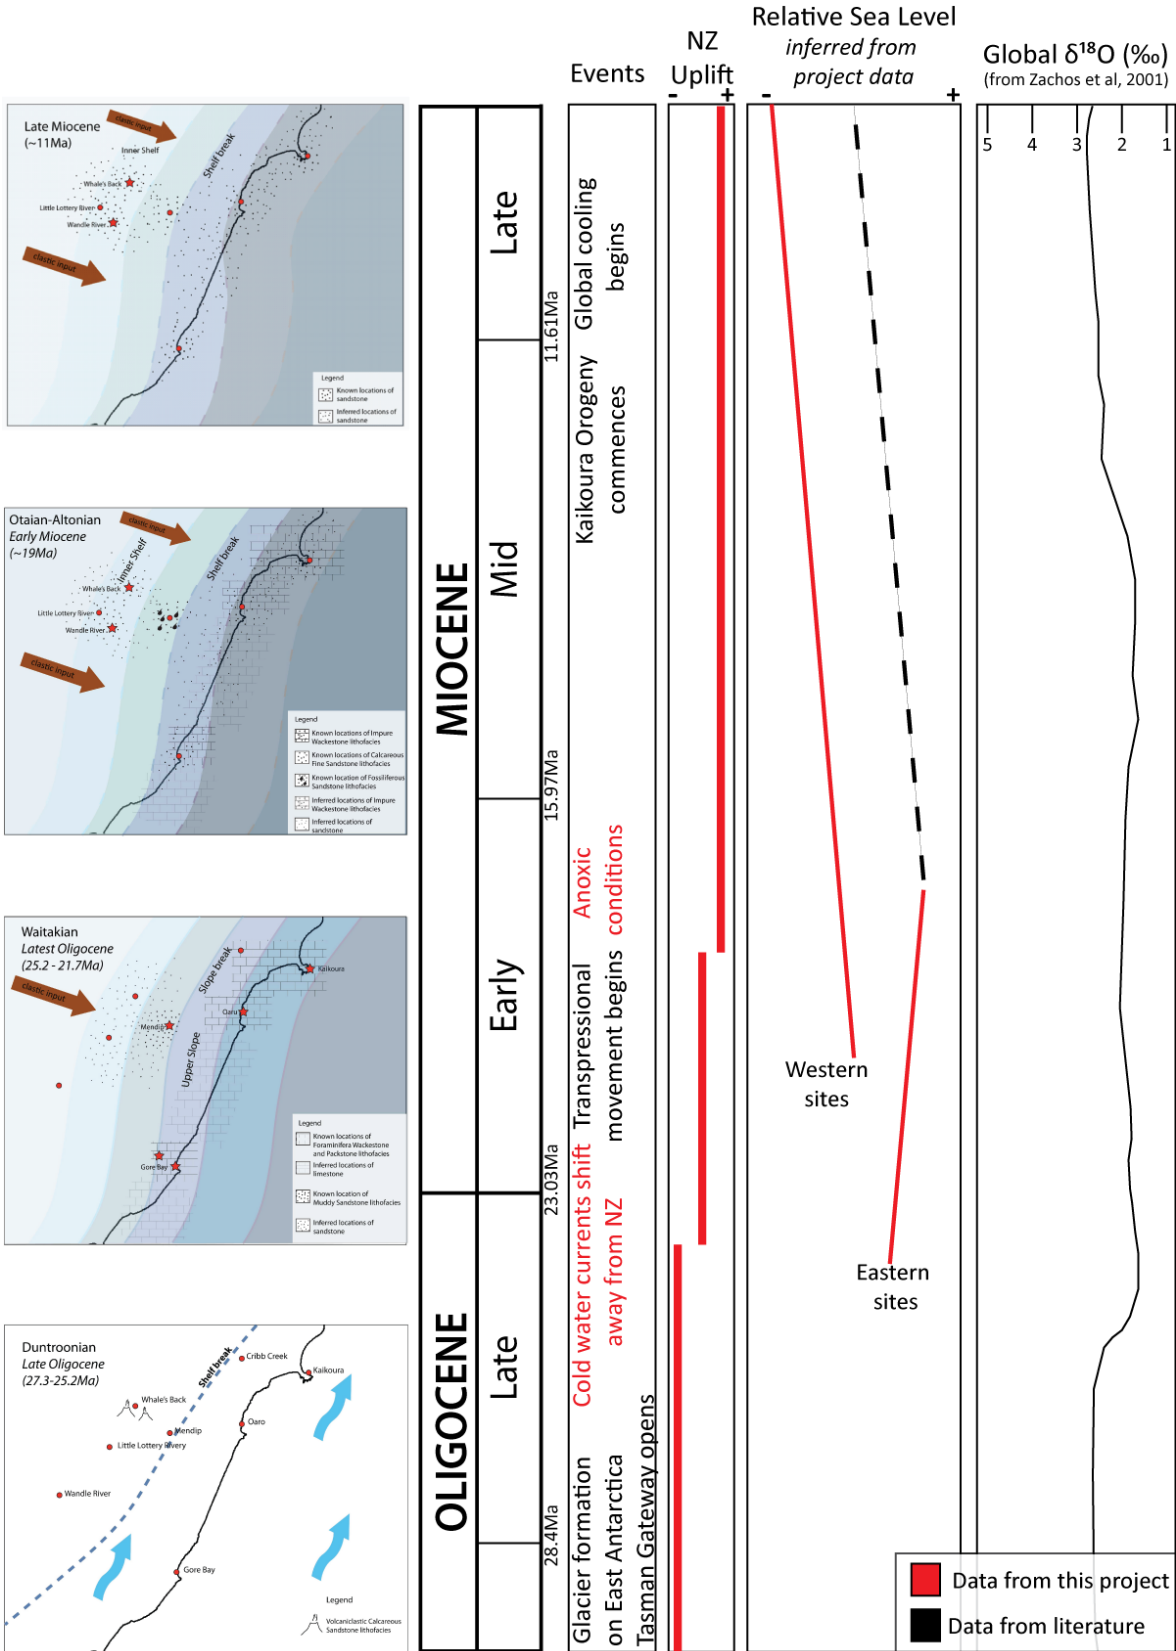 Relative Sea Level
inferred from
project data
NZ
Uplift
Events
Global δ¹⁸O (‰)
(from Zachos et al, 2001)
- +
- +
5 4 3 2 1
Late Miocene
(~11Ma)
clastic input
Inner Shelf
Shelf break
Whale's Back
Little Lottery River
Wandle River
clastic input
Legend
Known locations of
sandstone
Inferred locations of
sandstone
Otaian-Altonian
Early Miocene
(~19Ma)
clastic input
Inner Shelf
Shelf break
Whale's Back
Little Lottery River
Wandle River
clastic input
Legend
Known locations of Impure
Wackestone lithofacies
Known locations of Calcareous
Fine Sandstone lithofacies
Known location of Fossiliferous
Sandstone lithofacies
Inferred locations of Impure
Wackestone lithofacies
Inferred locations of
sandstone
Waitakian
Latest Oligocene
(25.2 - 21.7Ma)
clastic input
Slope break
Kaikoura
Oaru
Mendip
Upper Slope
Gore Bay
Legend
Known locations of
Foraminifera Wackestone
and Packstone lithofacies
Inferred locations of
limestone
Known location of
Muddy Sandstone lithofacies
Inferred locations of
sandstone
Duntroonian
Late Oligocene
(27.3-25.2Ma)
Shelf break
Cribb Creek
Kaikoura
Whale's Back
Oaro
Mendip
Little Lottery Rivery
Wandle River
Gore Bay
Legend
Volcaniclastic Calcareous
Sandstone lithofacies
MIOCENE
OLIGOCENE
Late
Mid
Early
Late
11.61Ma
15.97Ma
23.03Ma
28.4Ma
Global cooling
begins
Kaikoura Orogeny
commences
Anoxic
conditions
Transpressional
movement begins
Cold water currents shift
away from NZ
Glacier formation
on East Antarctica
Tasman Gateway opens
Western
sites
Eastern
sites
Data from this project
Data from literature